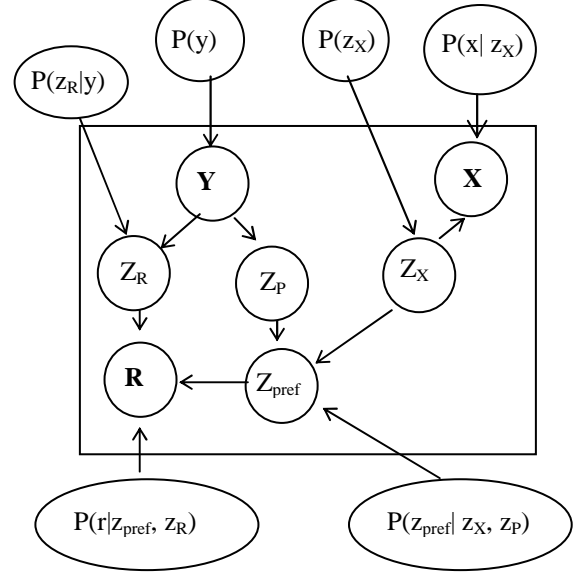 P(y)
P(z_X)
P(x| z_X)
P(z_R|y)
Y
X
Z_R
Z_P
Z_X
R
Z_pref
P(r|z_pref, z_R)
P(z_pref| z_X, z_P)